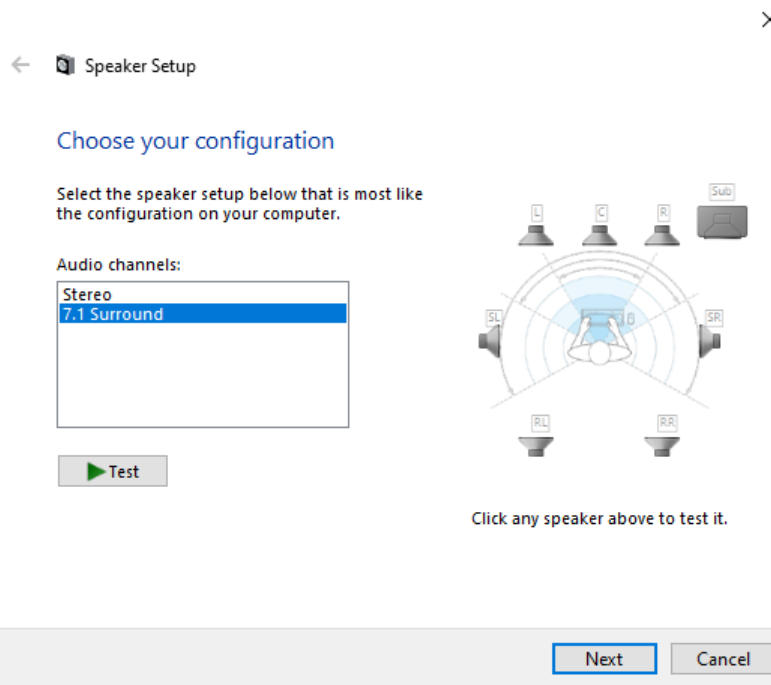 Speaker Setup
Choose your configuration
Select the speaker setup below that is most like
the configuration on your computer.
Audio channels:
Stereo
7.1 Surround
Test
L
C
R
Sub
SL
SR
RL
RR
Click any speaker above to test it.
Next
Cancel